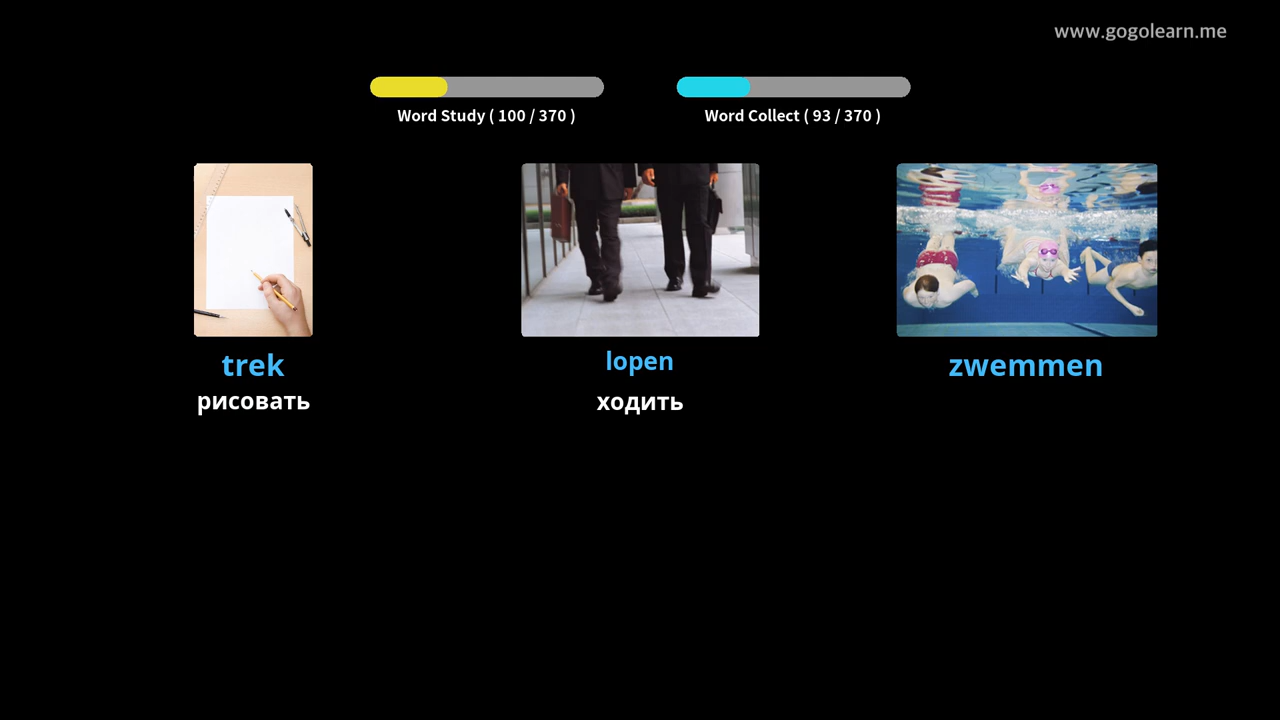 www.gogolearn.me
Word Study ( 100 / 370 )
Word Collect ( 93 / 370 )
trek
рисовать
lopen
ходить
zwemmen